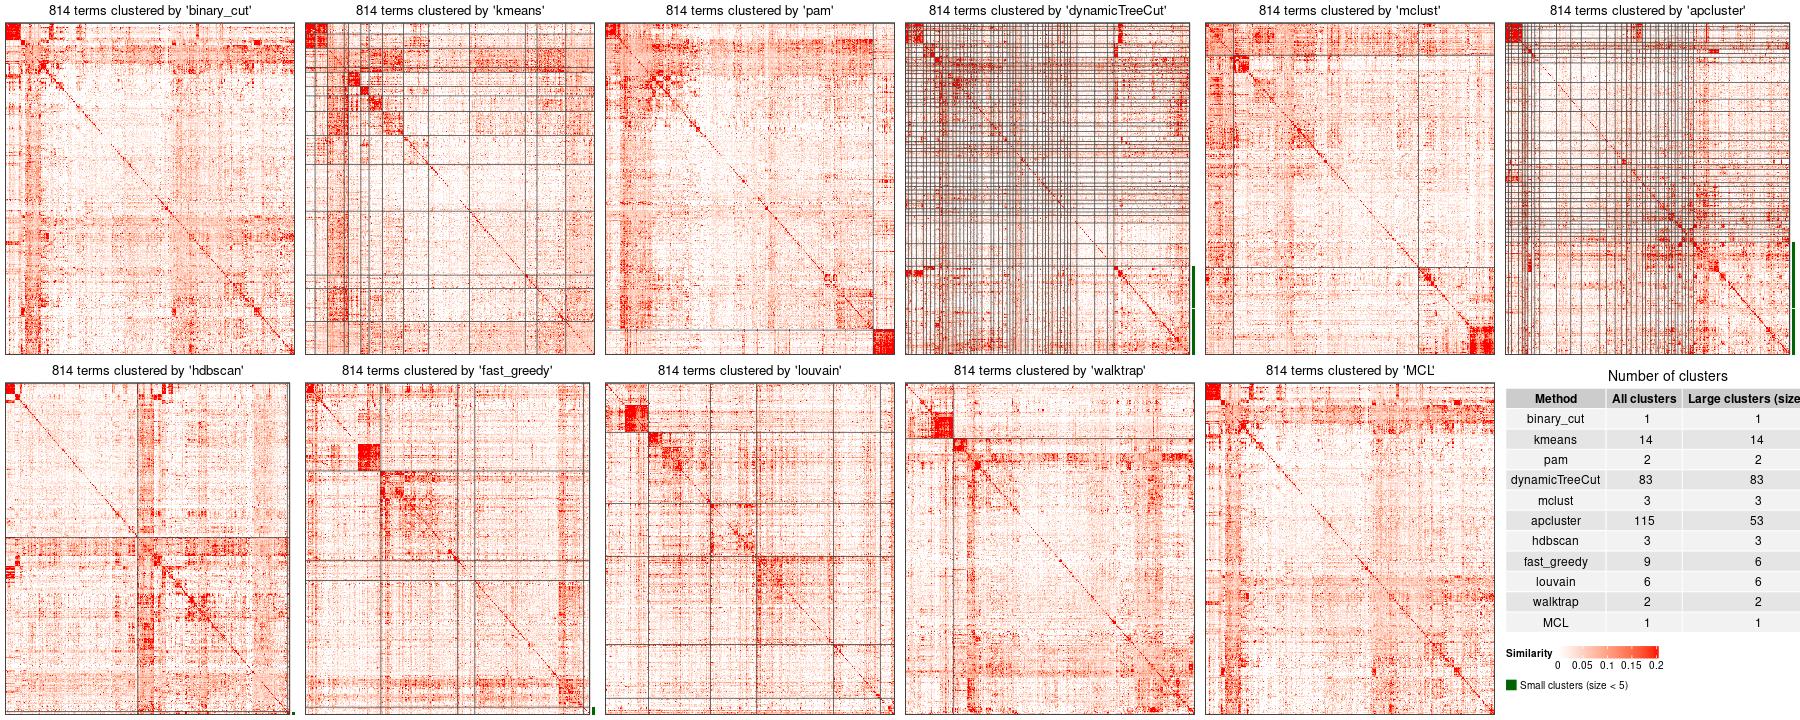 814 terms clustered by 'binary_cut'
814 terms clustered by 'kmeans'
814 terms clustered by 'pam'
814 terms clustered by 'dynamicTreeCut'
814 terms clustered by 'mclust'
814 terms clustered by 'apcluster'
814 terms clustered by 'hdbscan'
814 terms clustered by 'fast_greedy'
814 terms clustered by 'louvain'
814 terms clustered by 'walktrap'
814 terms clustered by 'MCL'
Number of clusters
Method All clusters Large clusters (size
binary_cut 1 1
kmeans 14 14
pam 2 2
dynamicTreeCut 83 83
mclust 3 3
apcluster 115 53
hdbscan 3 3
fast_greedy 9 6
louvain 6 6
walktrap 2 2
MCL 1 1
Similarity
0 0.05 0.1 0.15 0.2
Small clusters (size < 5)